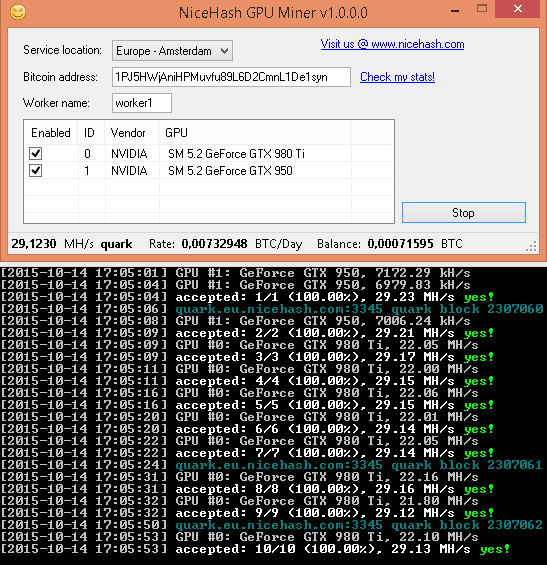 NiceHash GPU Miner v1.0.0.0
Service location: Europe - Amsterdam Visit us @ www.nicehash.com
Bitcoin address: 1PJ5HWjAniHPMuvfu89L6D2CmnL1De1syn Check my stats!
Worker name: worker1
Enabled ID Vendor GPU
0 NVIDIA SM 5.2 GeForce GTX 980 Ti
1 NVIDIA SM 5.2 GeForce GTX 950
Stop
29,1230 MH/s quark Rate: 0,00732948 BTC/Day Balance: 0,00071595 BTC
[2015-10-14 17:05:01] GPU #1: GeForce GTX 950, 7172.29 kH/s
[2015-10-14 17:05:04] GPU #1: GeForce GTX 950, 6979.83 kH/s
[2015-10-14 17:05:04] accepted: 1/1 (100.00%), 29.23 MH/s yes!
[2015-10-14 17:05:06] quark.eu.nicehash.com:3345 quark block 2307060
[2015-10-14 17:05:08] GPU #1: GeForce GTX 950, 7006.24 kH/s
[2015-10-14 17:05:09] accepted: 2/2 (100.00%), 29.21 MH/s yes!
[2015-10-14 17:05:09] GPU #0: GeForce GTX 980 Ti, 22.05 MH/s
[2015-10-14 17:05:09] accepted: 3/3 (100.00%), 29.17 MH/s yes!
[2015-10-14 17:05:11] GPU #0: GeForce GTX 980 Ti, 22.00 MH/s
[2015-10-14 17:05:11] accepted: 4/4 (100.00%), 29.15 MH/s yes!
[2015-10-14 17:05:16] GPU #0: GeForce GTX 980 Ti, 22.06 MH/s
[2015-10-14 17:05:16] accepted: 5/5 (100.00%), 29.15 MH/s yes!
[2015-10-14 17:05:20] GPU #0: GeForce GTX 980 Ti, 22.01 MH/s
[2015-10-14 17:05:20] accepted: 6/6 (100.00%), 29.14 MH/s yes!
[2015-10-14 17:05:22] GPU #0: GeForce GTX 980 Ti, 22.05 MH/s
[2015-10-14 17:05:22] accepted: 7/7 (100.00%), 29.14 MH/s yes!
[2015-10-14 17:05:24] quark.eu.nicehash.com:3345 quark block 2307061
[2015-10-14 17:05:31] GPU #0: GeForce GTX 980 Ti, 22.16 MH/s
[2015-10-14 17:05:31] accepted: 8/8 (100.00%), 29.16 MH/s yes!
[2015-10-14 17:05:32] GPU #0: GeForce GTX 980 Ti, 21.80 MH/s
[2015-10-14 17:05:32] accepted: 9/9 (100.00%), 29.12 MH/s yes!
[2015-10-14 17:05:50] quark.eu.nicehash.com:3345 quark block 2307062
[2015-10-14 17:05:53] GPU #0: GeForce GTX 980 Ti, 22.10 MH/s
[2015-10-14 17:05:53] accepted: 10/10 (100.00%), 29.13 MH/s yes!